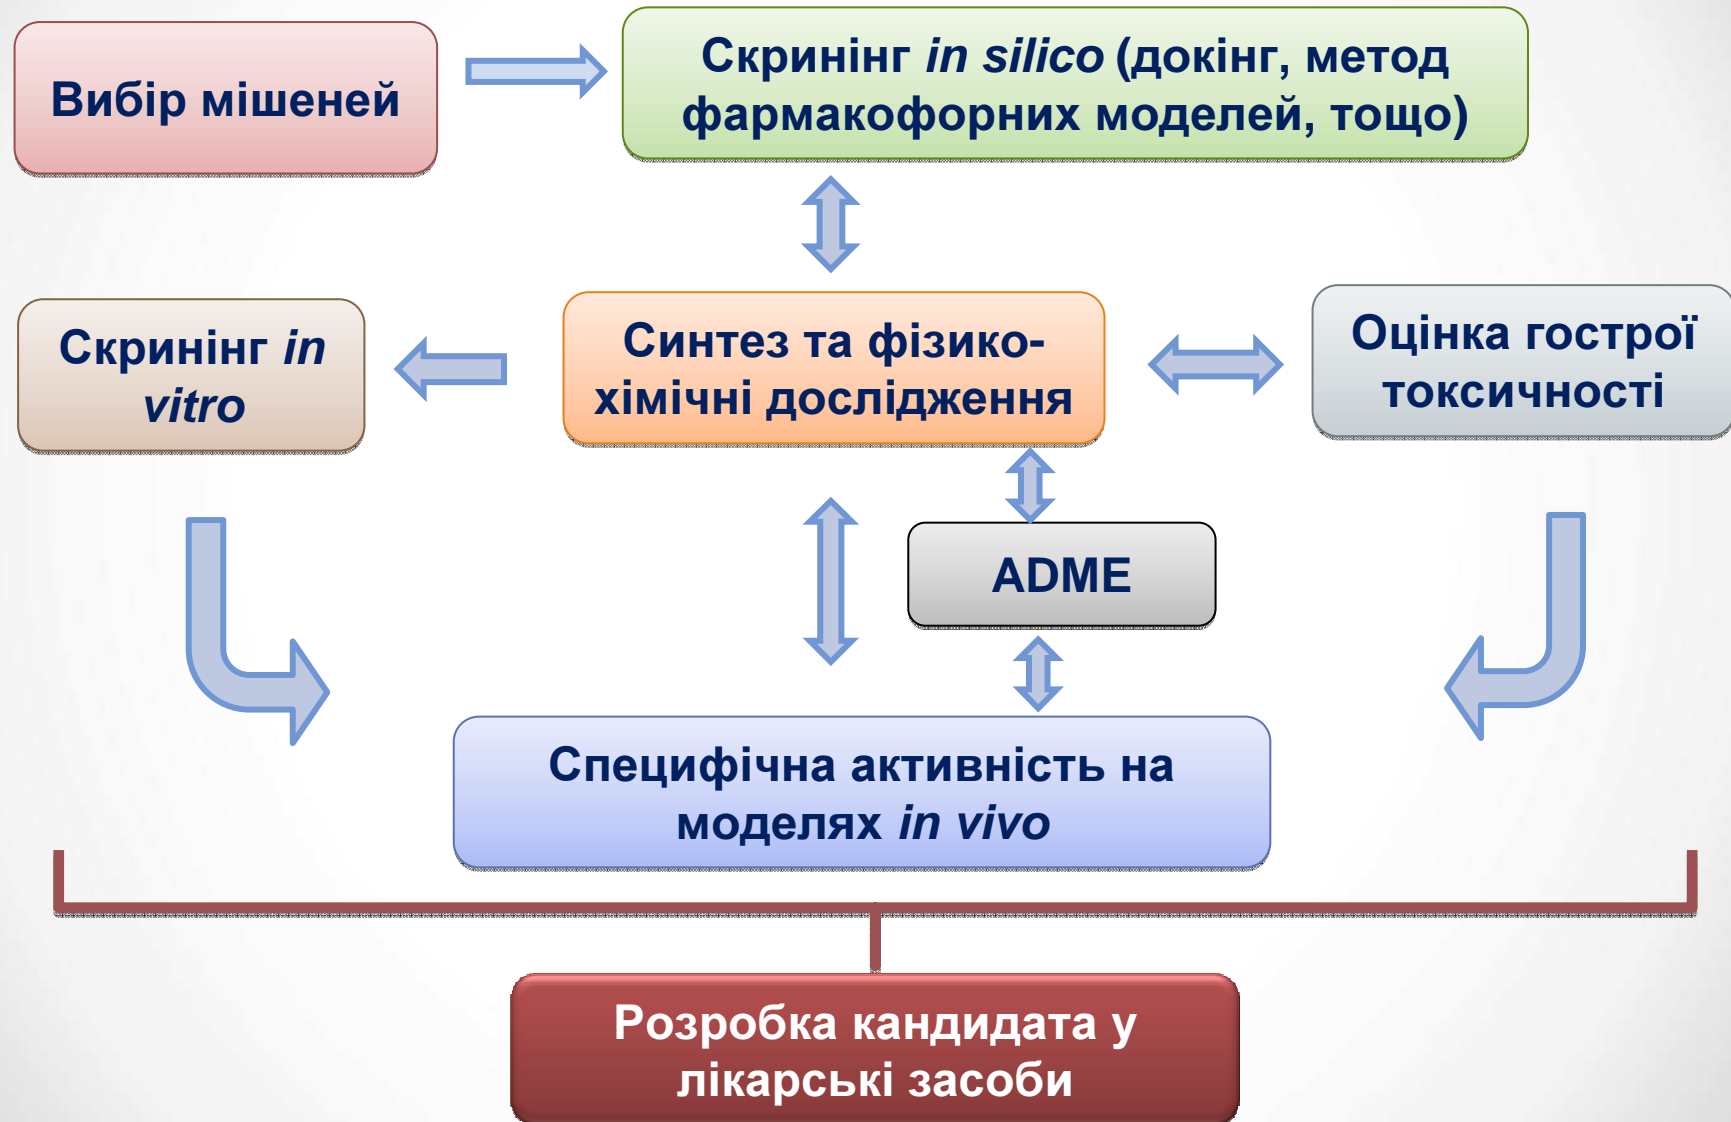 Вибір мішеней
Скринінг in silico (докінг, метод
фармакофорних моделей, тощо)
Скринінг in
vitro
Синтез та фізико-
хімічні дослідження
Оцінка гострої
токсичності
ADME
Специфічна активність на
моделях in vivo
Розробка кандидата у
лікарські засоби